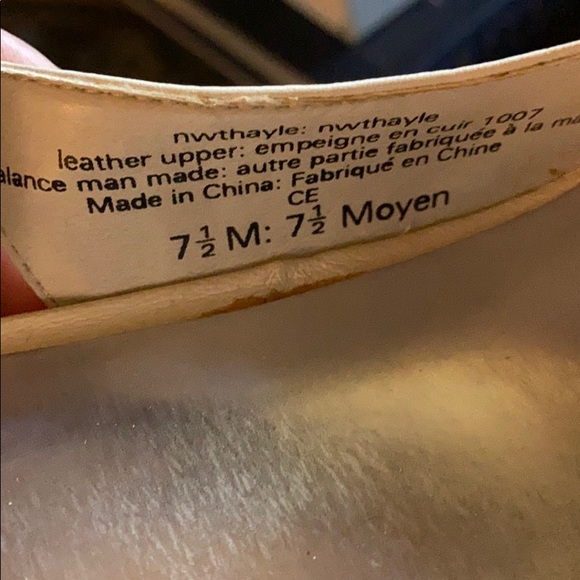 nwthayle: nwthayle
leather upper: empeigne en cuir 1007
alance man made: autre partie fabriquée à la ma
Made in China: Fabriqué en Chine
CE
7½ M: 7½ Moyen